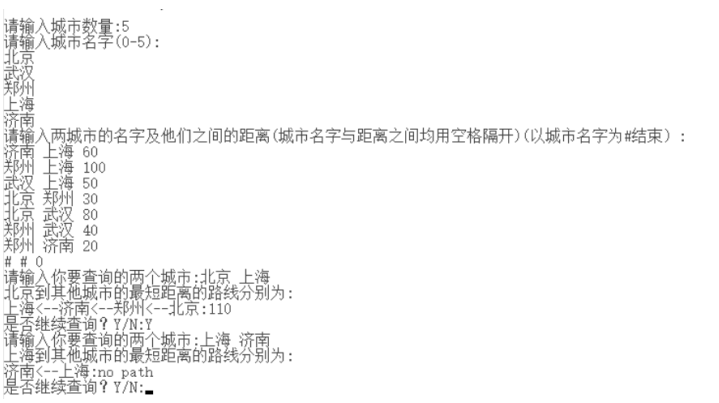 请输入城市数量:5
请输入城市名字(0-5):
北京
武汉
郑州
上海
济南
请输入两城市的名字及他们之间的距离(城市名字与距离之间均用空格隔开)(以城市名字为#结束) :
济南 上海 60
郑州 上海 100
武汉 上海 50
北京 郑州 30
北京 武汉 80
郑州 武汉 40
郑州 济南 20
# # 0
请输入你要查询的两个城市:北京 上海
北京到其他城市的最短距离的路线分别为:
上海<--济南<--郑州<--北京:110
是否继续查询? Y/N:Y
请输入你要查询的两个城市:上海 济南
上海到其他城市的最短距离的路线分别为:
济南<--上海:no path
是否继续查询? Y/N: